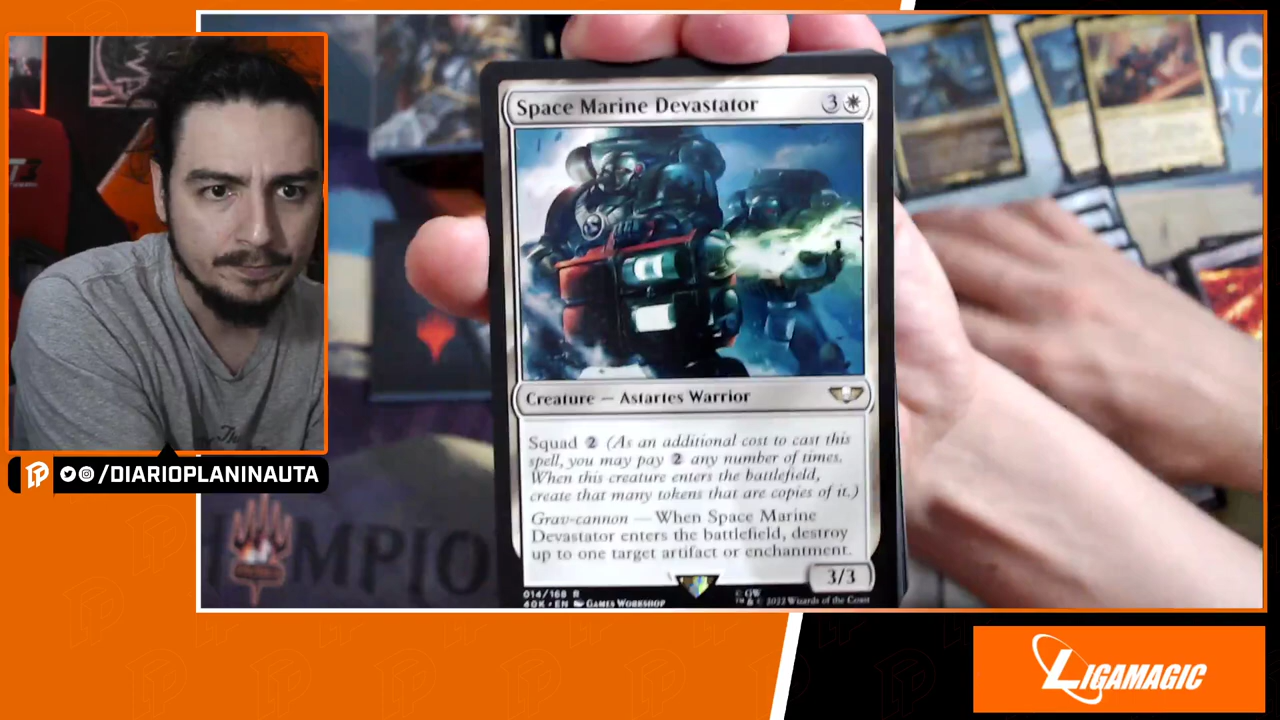 Space Marine Devastator 3
Creature — Astartes Warrior
Squad 2 (As an additional cost to cast this
spell, you may pay 2 any number of times.
When this creature enters the battlefield,
create that many tokens that are copies of it.)
Grav-cannon — When Space Marine
Devastator enters the battlefield, destroy
up to one target artifact or enchantment.
3/3
014/168 R
40K • EN GAMES WORKSHOP
© GW
™ & © 2022 Wizards of the Coast
/DIARIOPLANINAUTA
MPIO
LIGAMAGIC